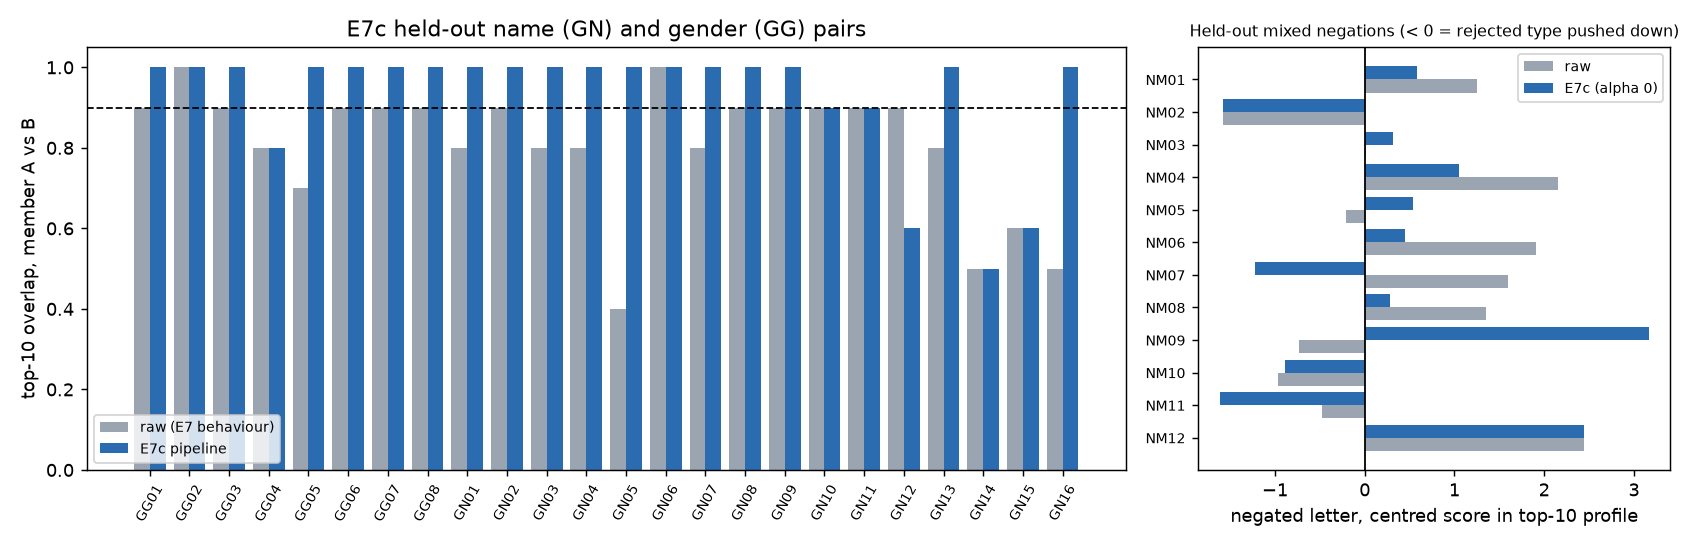 E7c held-out name (GN) and gender (GG) pairs
top-10 overlap, member A vs B
1.0
0.8
0.6
0.4
0.2
0.0
raw (E7 behaviour)
E7c pipeline
GG01 GG02 GG03 GG04 GG05 GG06 GG07 GG08 GN01 GN02 GN03 GN04 GN05 GN06 GN07 GN08 GN09 GN10 GN11 GN12 GN13 GN14 GN15 GN16
Held-out mixed negations (< 0 = rejected type pushed down)
raw
E7c (alpha 0)
NM01
NM02
NM03
NM04
NM05
NM06
NM07
NM08
NM09
NM10
NM11
NM12
−1 0 1 2 3
negated letter, centred score in top-10 profile